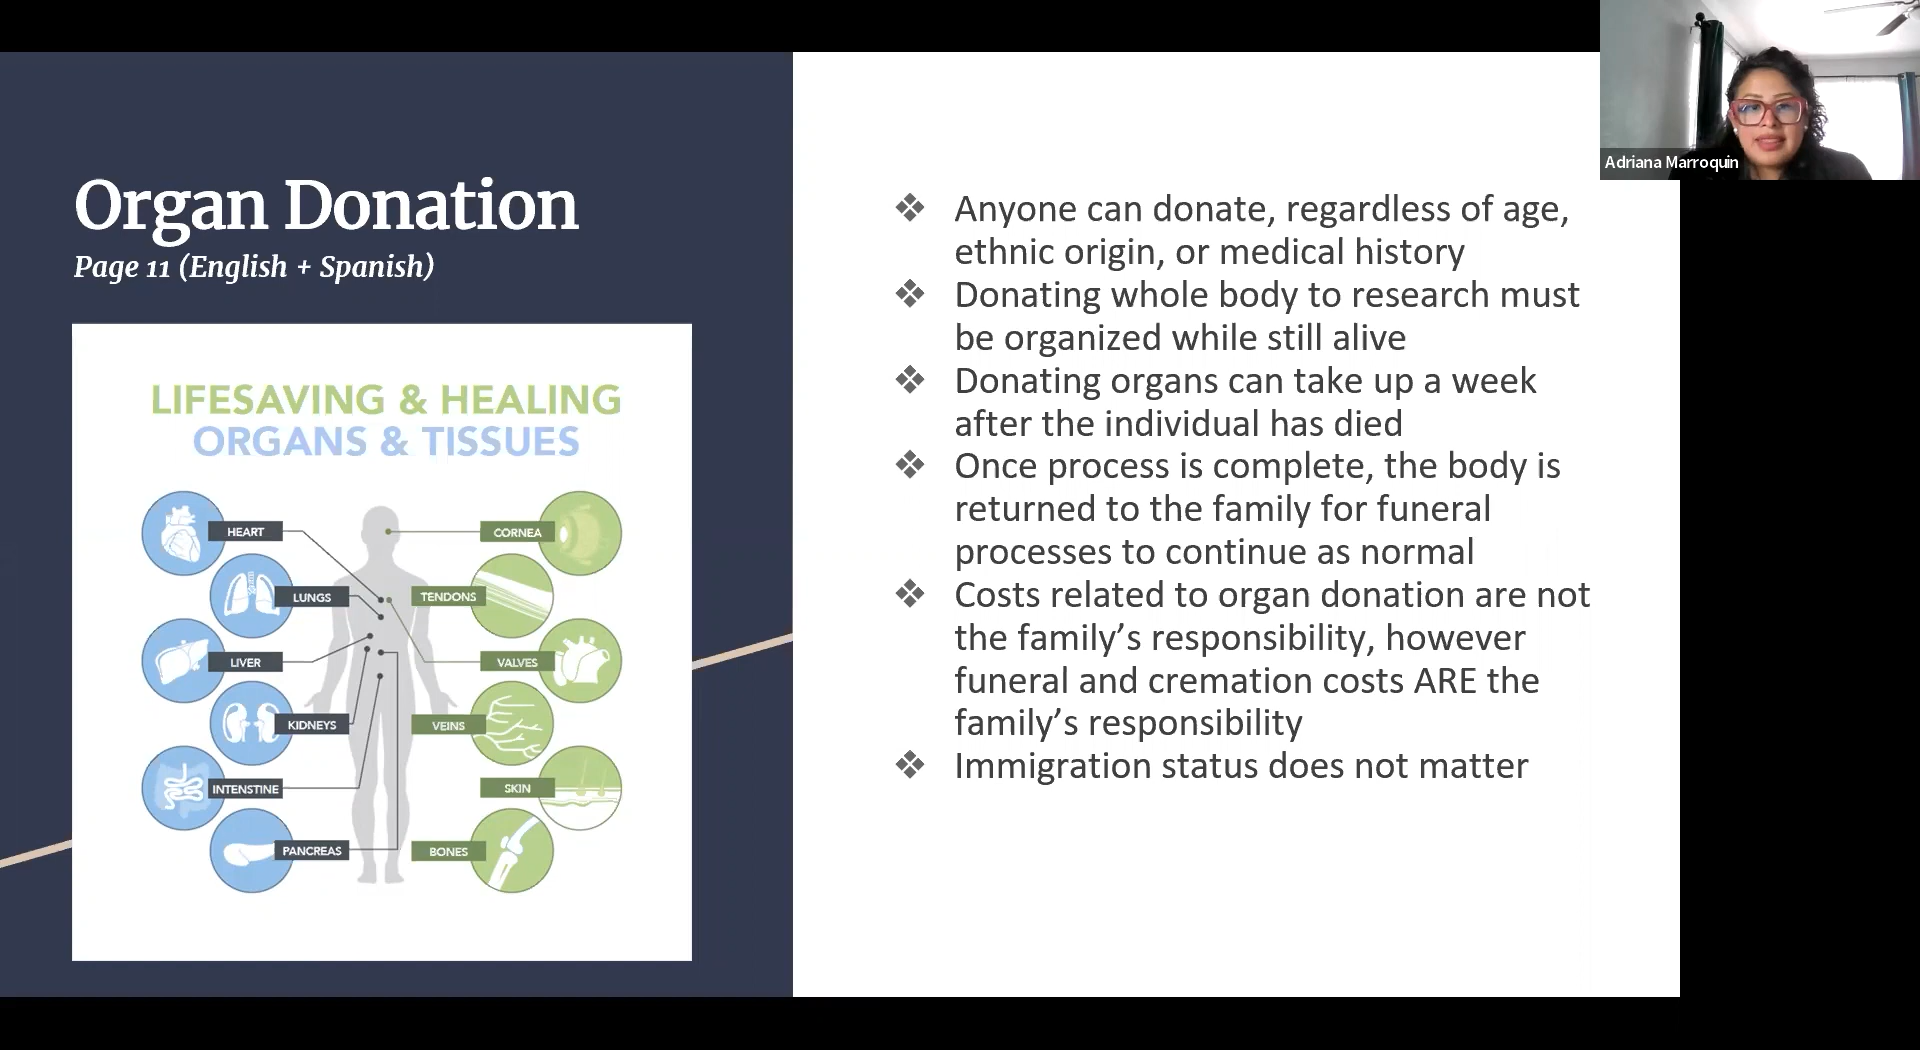 Adriana Marroquin
Organ Donation
Page 11 (English + Spanish)
LIFESAVING & HEALING
ORGANS & TISSUES
HEART
LUNGS
LIVER
KIDNEYS
INTENSTINE
PANCREAS
CORNEA
TENDONS
VALVES
VEINS
SKIN
BONES
❖ Anyone can donate, regardless of age,
ethnic origin, or medical history
❖ Donating whole body to research must
be organized while still alive
❖ Donating organs can take up a week
after the individual has died
❖ Once process is complete, the body is
returned to the family for funeral
processes to continue as normal
❖ Costs related to organ donation are not
the family’s responsibility, however
funeral and cremation costs ARE the
family’s responsibility
❖ Immigration status does not matter